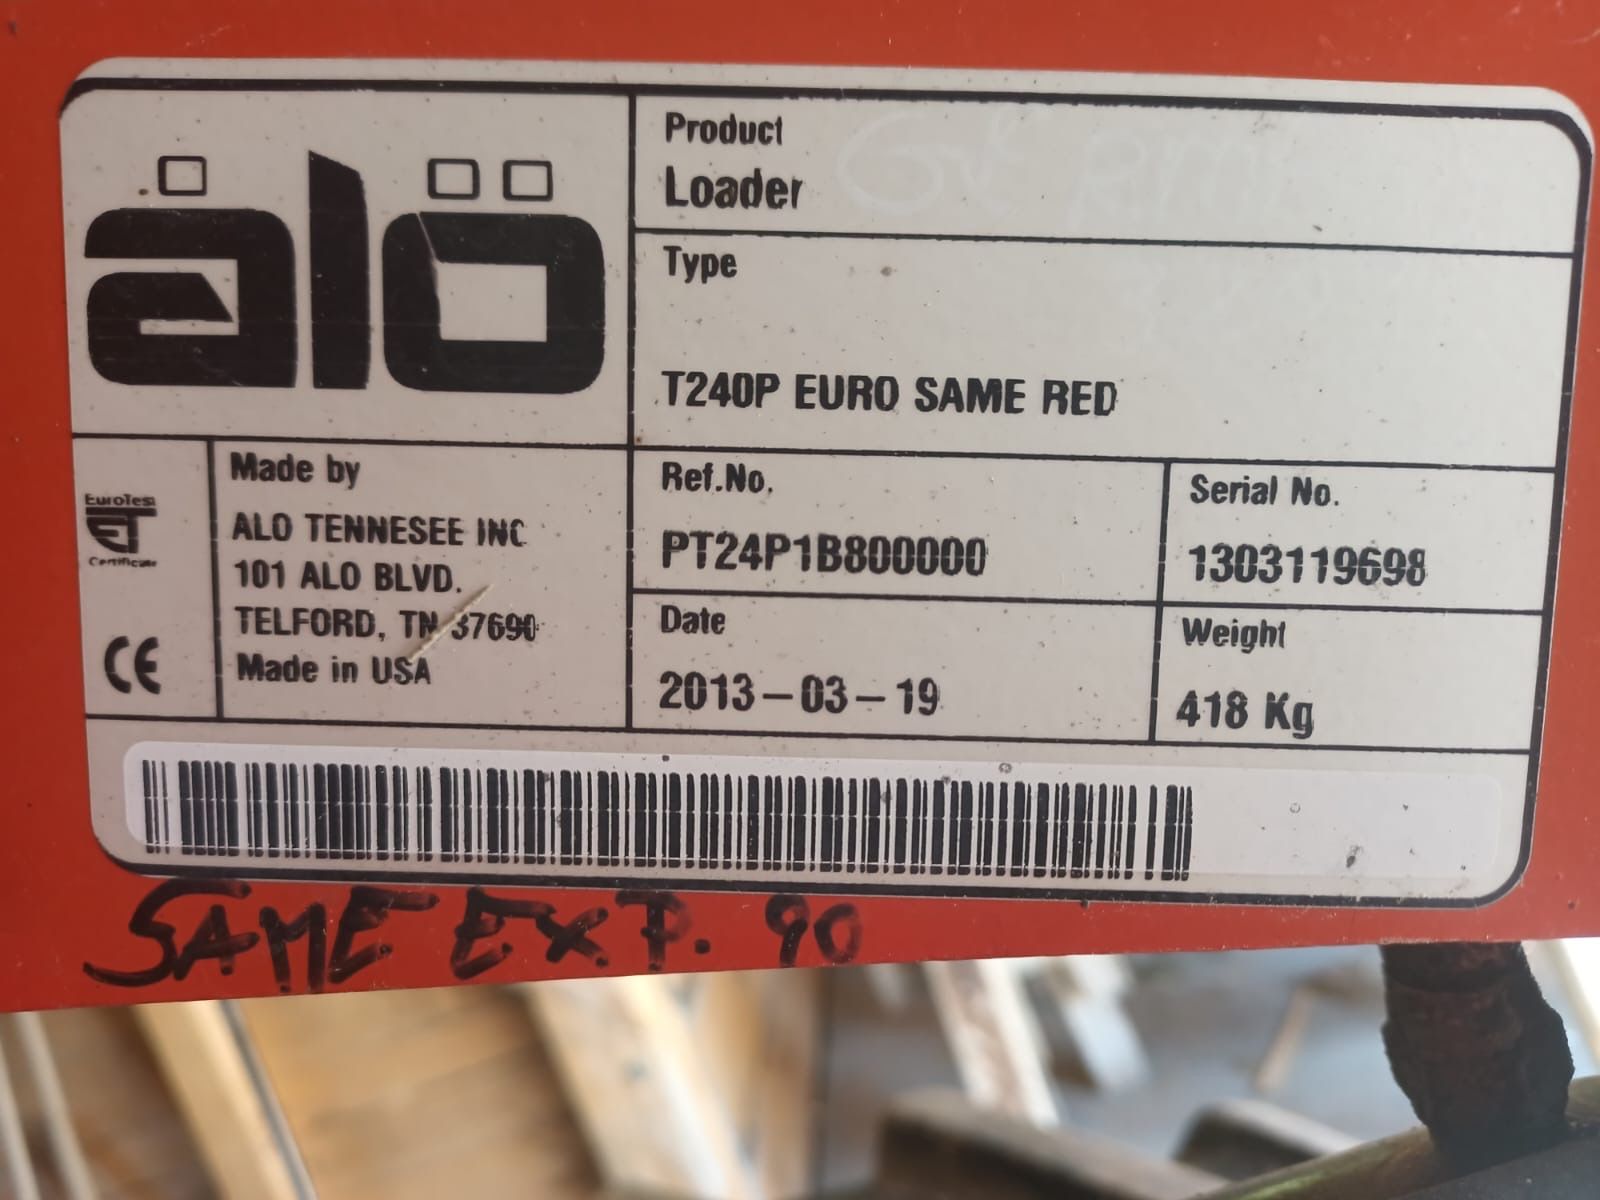 ålö
Product
Loader
Type
T240P EURO SAME RED
EuroTest
ET
Certificate
CE
Made by
ALO TENNESEE INC
101 ALO BLVD.
TELFORD, TN 37690
Made in USA
Ref.No.
PT24P1B800000
Serial No.
1303119698
Date
2013-03-19
Weight
418 Kg
SAME EXP. 90